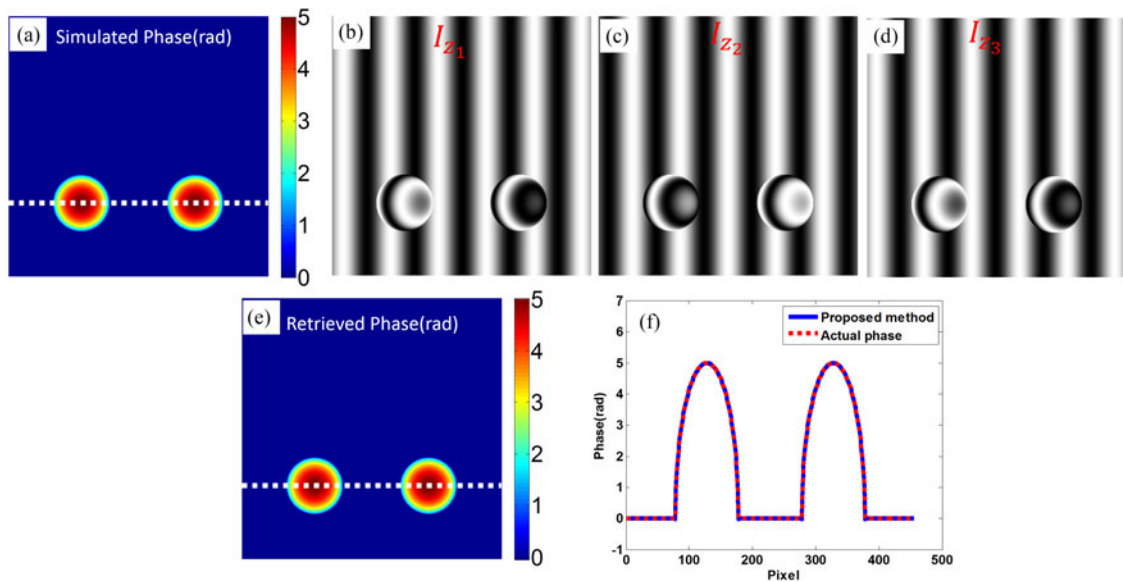 (a)
Simulated Phase(rad)
5
4
3
2
1
0
(b)
I_{z_1}
(c)
I_{z_2}
(d)
I_{z_3}
(e)
Retrieved Phase(rad)
5
4
3
2
1
0
(f)
Proposed method
Actual phase
Phase(rad)
7
6
5
4
3
2
1
0
-1
0 100 200 300 400 500
Pixel